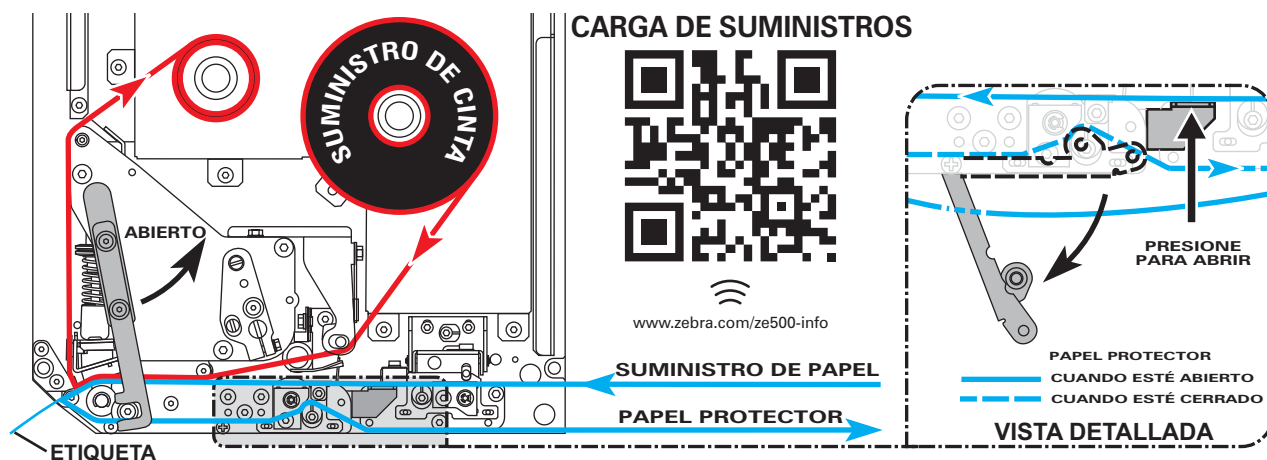 CARGA DE SUMINISTROS
SUMINISTRO DE CINTA
ABIERTO
www.zebra.com/ze500-info
SUMINISTRO DE PAPEL
PAPEL PROTECTOR
ETIQUETA
PRESIONE
PARA ABRIR
PAPEL PROTECTOR
CUANDO ESTÉ ABIERTO
CUANDO ESTÉ CERRADO
VISTA DETALLADA